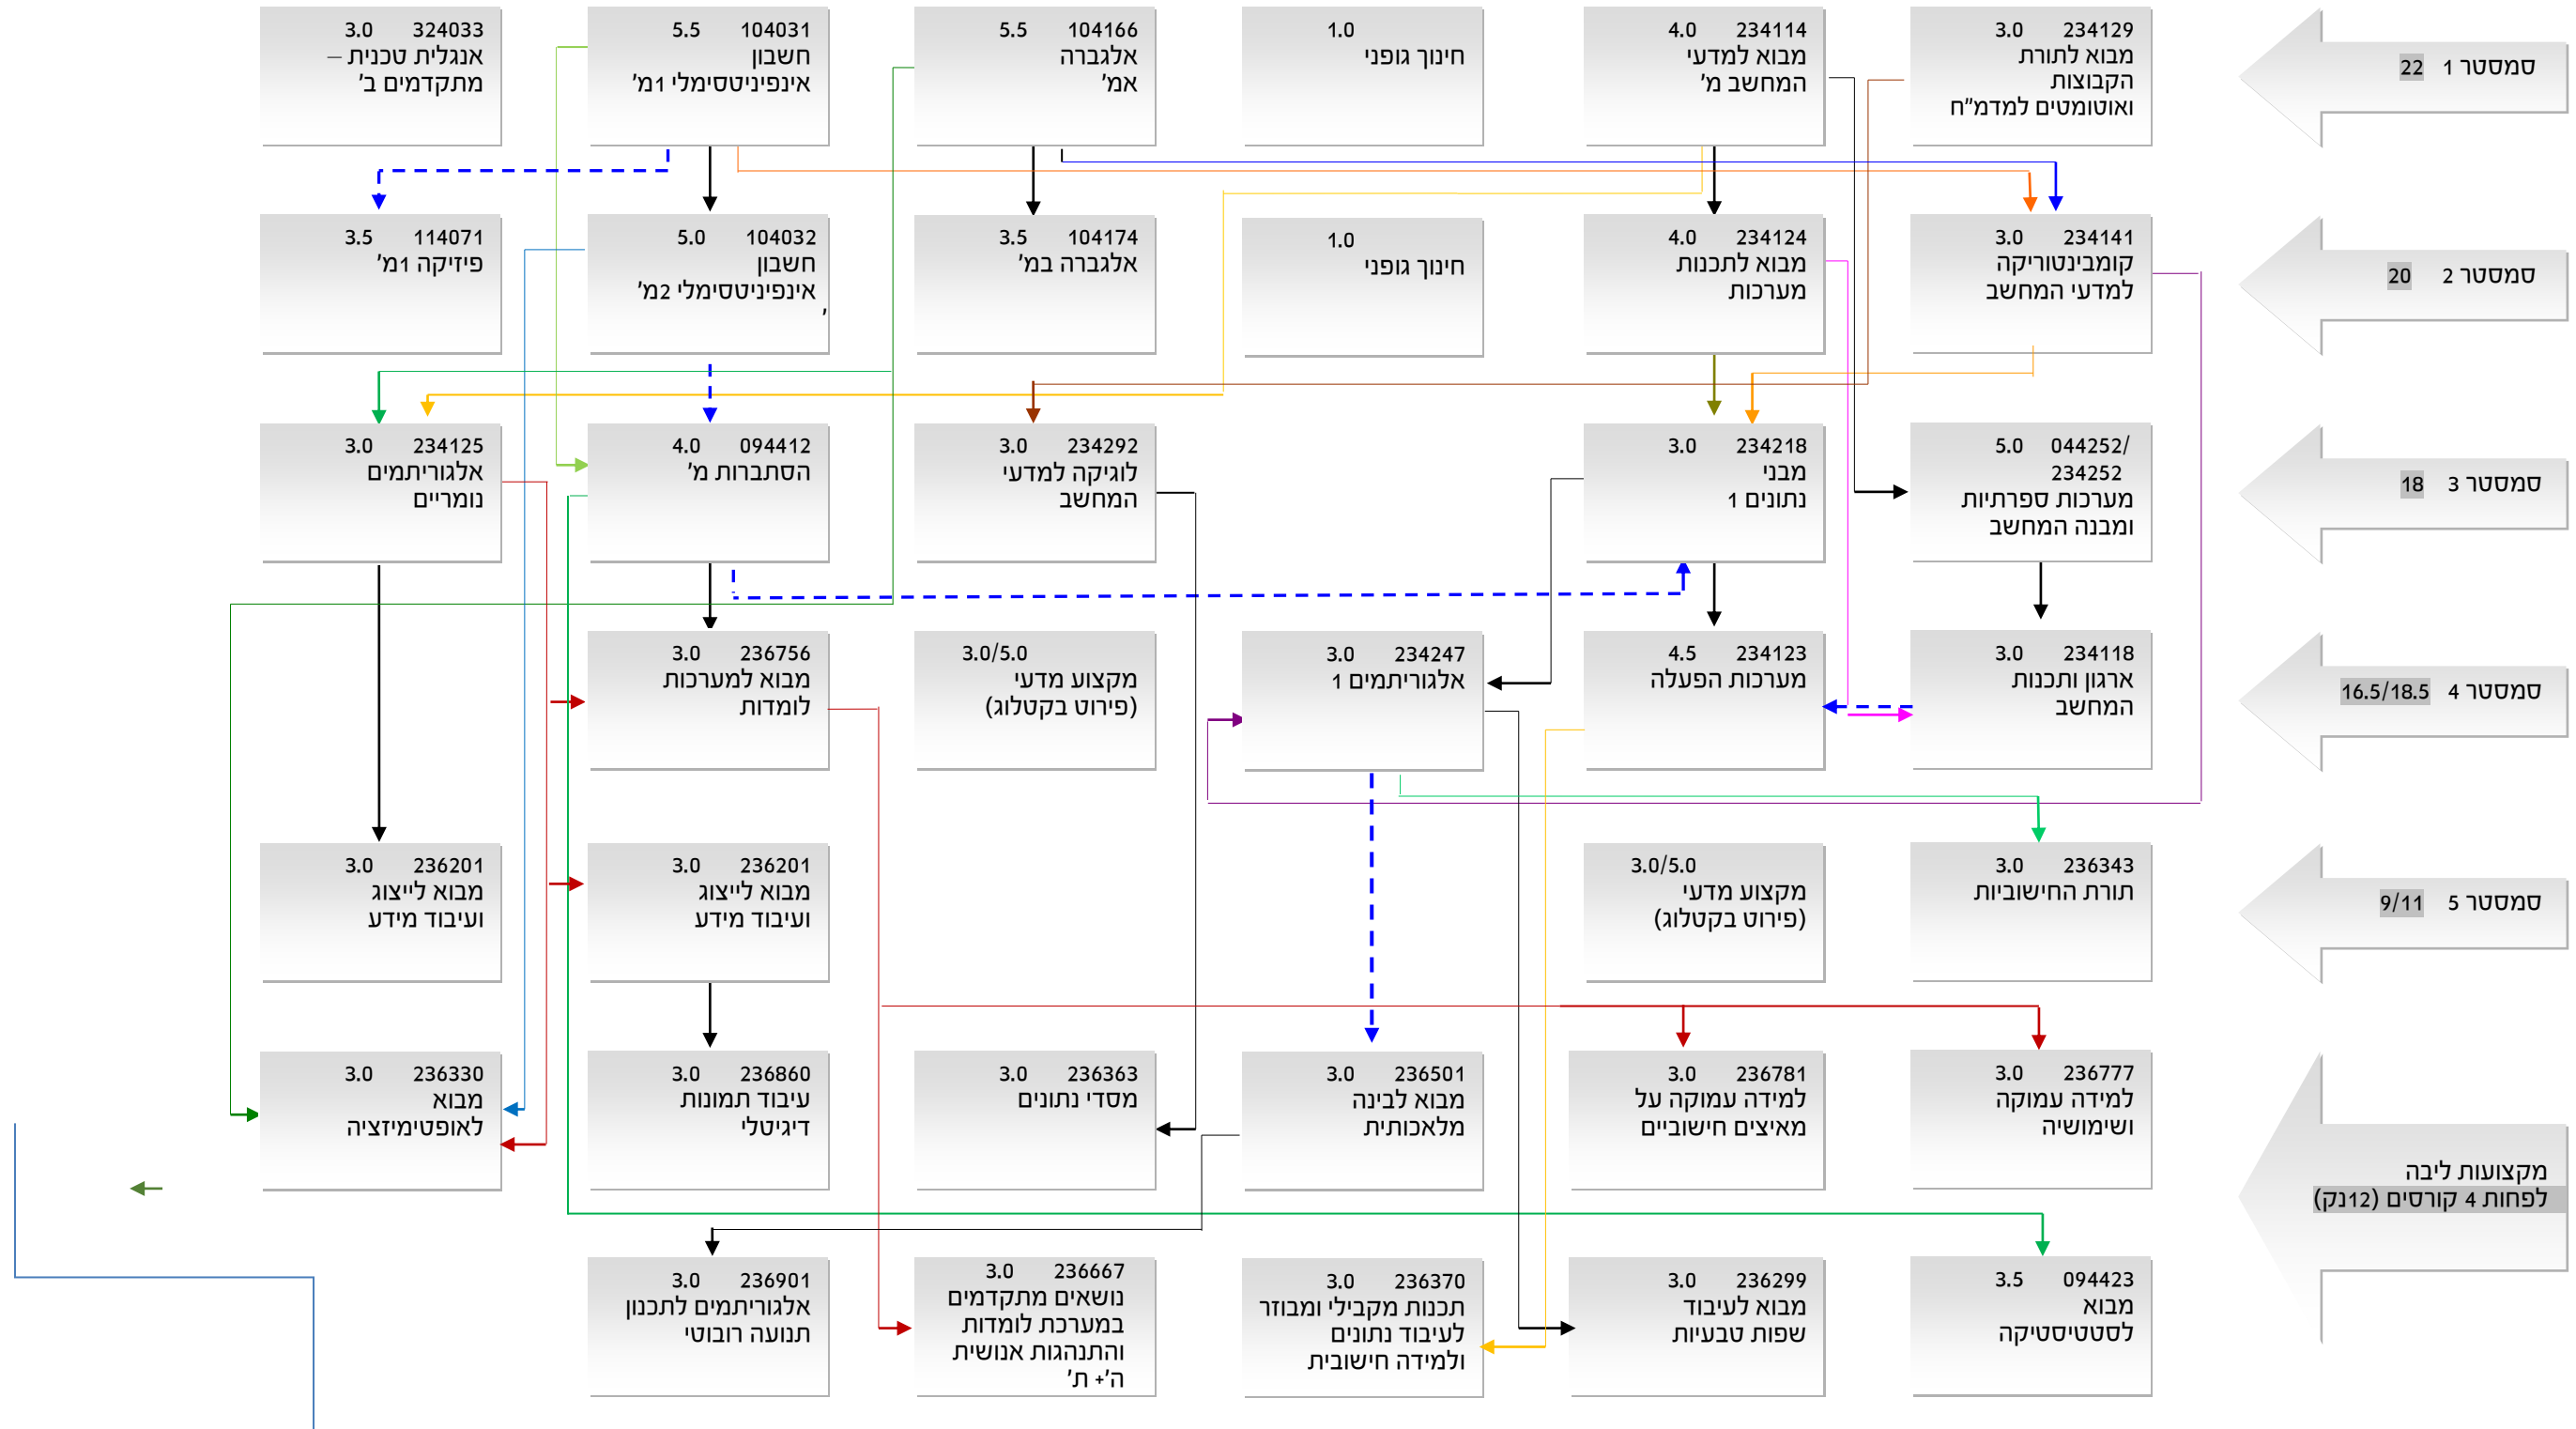 סמסטר 1 22
234129 3.0
מבוא לתורת
הקבוצות
ואוטומטים למדמ"ח
234114 4.0
מבוא למדעי
המחשב מ'
1.0
חינוך גופני
104166 5.5
אלגברה
אמ'
104031 5.5
חשבון
אינפיניטסימלי 1מ'
324033 3.0
אנגלית טכנית –
מתקדמים ב'
סמסטר 2 20
234141 3.0
קומבינטוריקה
למדעי המחשב
234124 4.0
מבוא לתכנות
מערכות
1.0
חינוך גופני
104174 3.5
אלגברה במ'
104032 5.0
חשבון
אינפיניטסימלי 2מ'
'
114071 3.5
פיזיקה 1מ'
סמסטר 3 18
044252/ 5.0
234252
מערכות ספרתיות
ומבנה המחשב
234218 3.0
מבני
נתונים 1
234292 3.0
לוגיקה למדעי
המחשב
094412 4.0
הסתברות מ'
234125 3.0
אלגוריתמים
נומריים
סמסטר 4 16.5/18.5
234118 3.0
ארגון ותכנות
המחשב
234123 4.5
מערכות הפעלה
234247 3.0
אלגוריתמים 1
3.0/5.0
מקצוע מדעי
(פירוט בקטלוג)
236756 3.0
מבוא למערכות
לומדות
סמסטר 5 9/11
236343 3.0
תורת החישוביות
3.0/5.0
מקצוע מדעי
(פירוט בקטלוג)
236201 3.0
מבוא לייצוג
ועיבוד מידע
236201 3.0
מבוא לייצוג
ועיבוד מידע
מקצועות ליבה
לפחות 4 קורסים (12נק)
236777 3.0
למידה עמוקה
ושימושיה
236781 3.0
למידה עמוקה על
מאיצים חישוביים
236501 3.0
מבוא לבינה
מלאכותית
236363 3.0
מסדי נתונים
236860 3.0
עיבוד תמונות
דיגיטלי
236330 3.0
מבוא
לאופטימיזציה
094423 3.5
מבוא
לסטטיסטיקה
236299 3.0
מבוא לעיבוד
שפות טבעיות
236370 3.0
תכנות מקבילי ומבוזר
לעיבוד נתונים
ולמידה חישובית
236667 3.0
נושאים מתקדמים
במערכת לומדות
והתנהגות אנושית
ה'+ ת'
236901 3.0
אלגוריתמים לתכנון
תנועה רובוטי